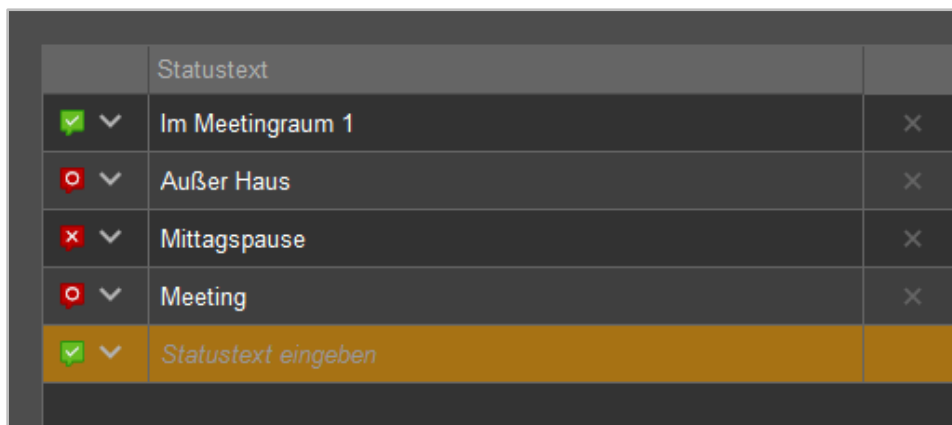 Statustext
Im Meetingraum 1
Außer Haus
Mittagspause
Meeting
Statustext eingeben